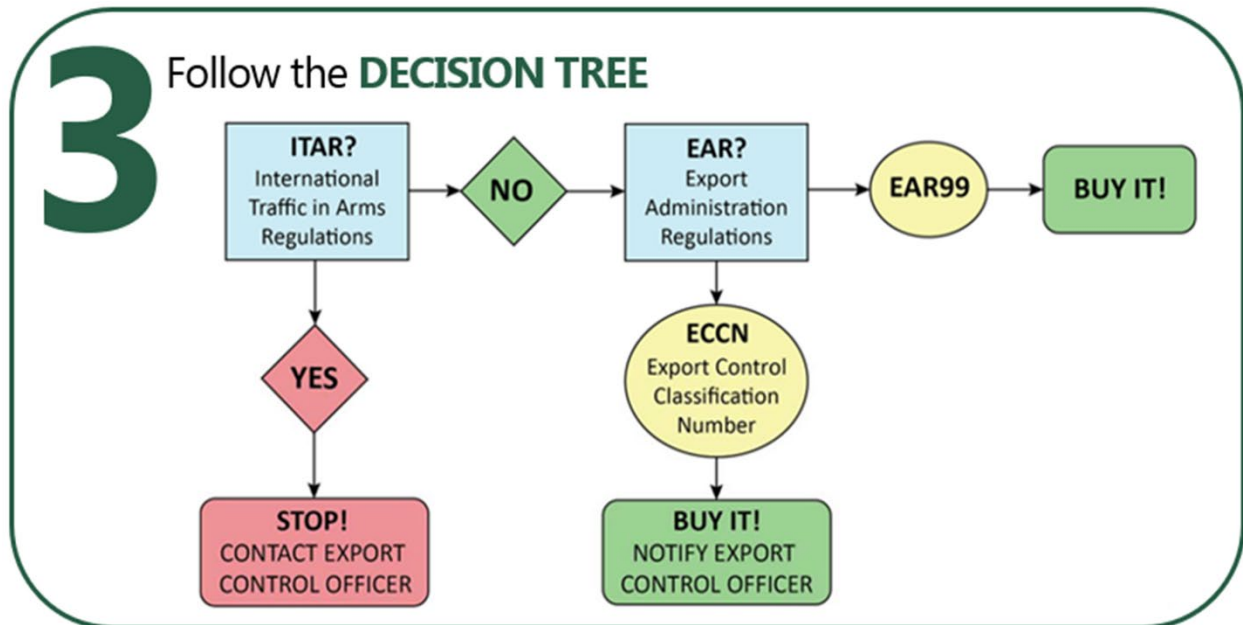 3
Follow the DECISION TREE
ITAR?
International
Traffic in Arms
Regulations
NO
EAR?
Export
Administration
Regulations
EAR99
BUY IT!
YES
ECCN
Export Control
Classification
Number
STOP!
CONTACT EXPORT
CONTROL OFFICER
BUY IT!
NOTIFY EXPORT
CONTROL OFFICER